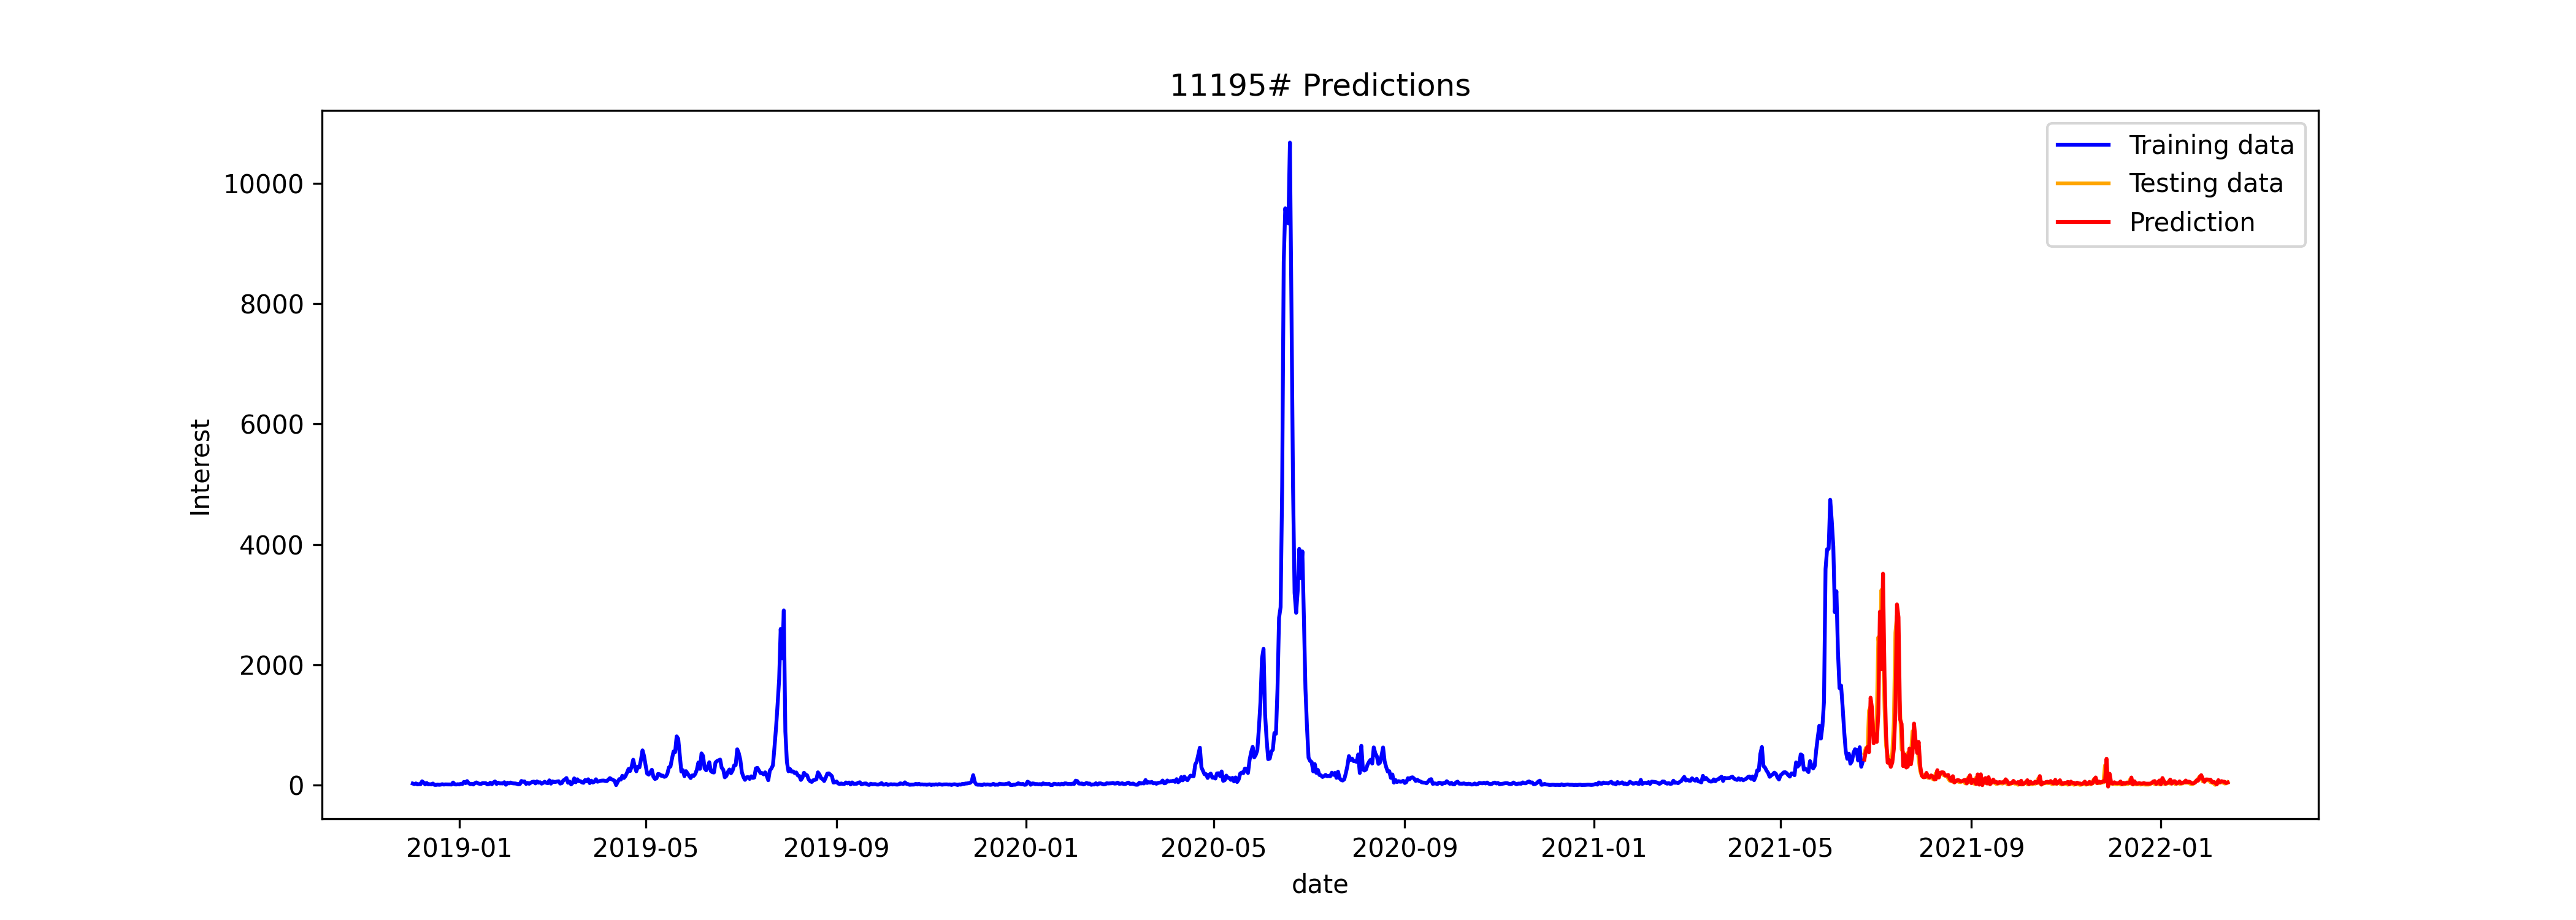 11195# Predictions
Training data
Testing data
Prediction
10000
8000
6000
4000
2000
0
Interest
2019-01 2019-05 2019-09 2020-01 2020-05 2020-09 2021-01 2021-05 2021-09 2022-01
date